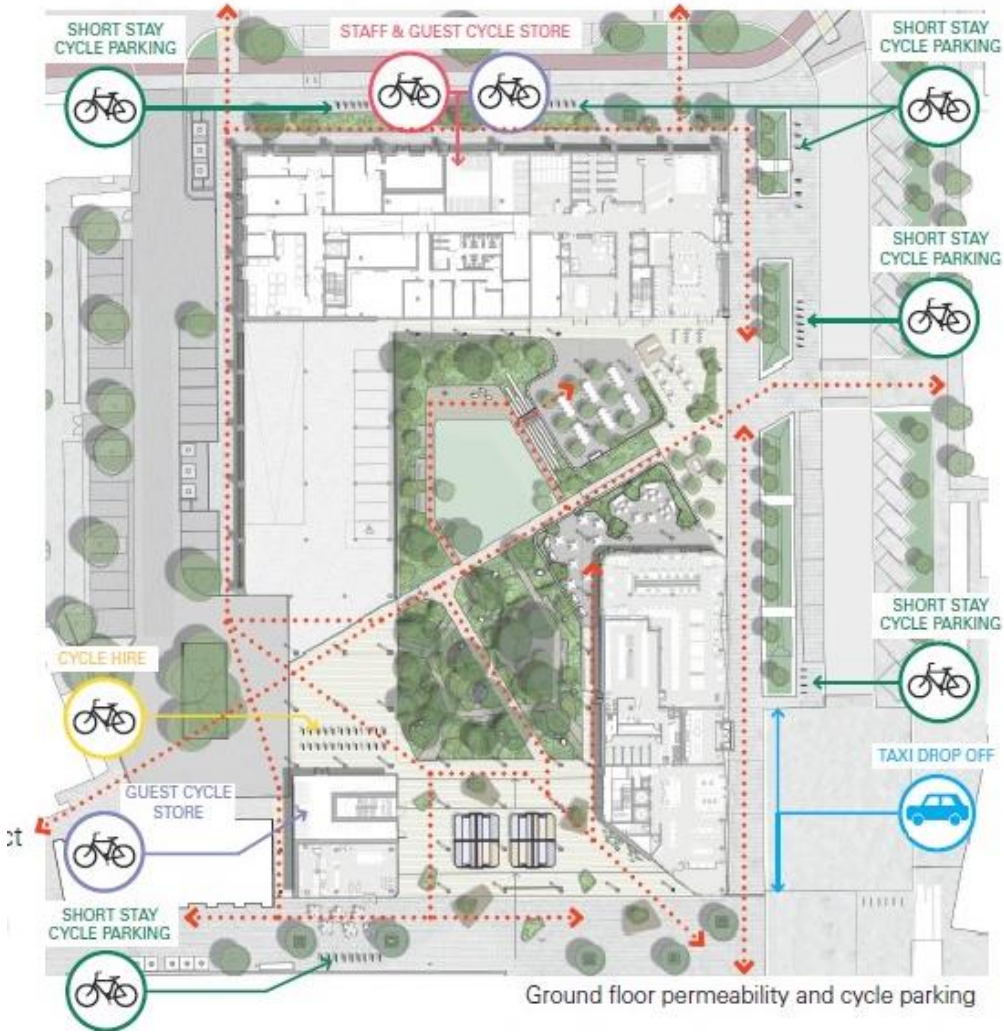 SHORT STAY
CYCLE PARKING
STAFF & GUEST CYCLE STORE
SHORT STAY
CYCLE PARKING
SHORT STAY
CYCLE PARKING
SHORT STAY
CYCLE PARKING
CYCLE HIRE
TAXI DROP OFF
GUEST CYCLE
STORE
ct
SHORT STAY
CYCLE PARKING
Ground floor permeability and cycle parking